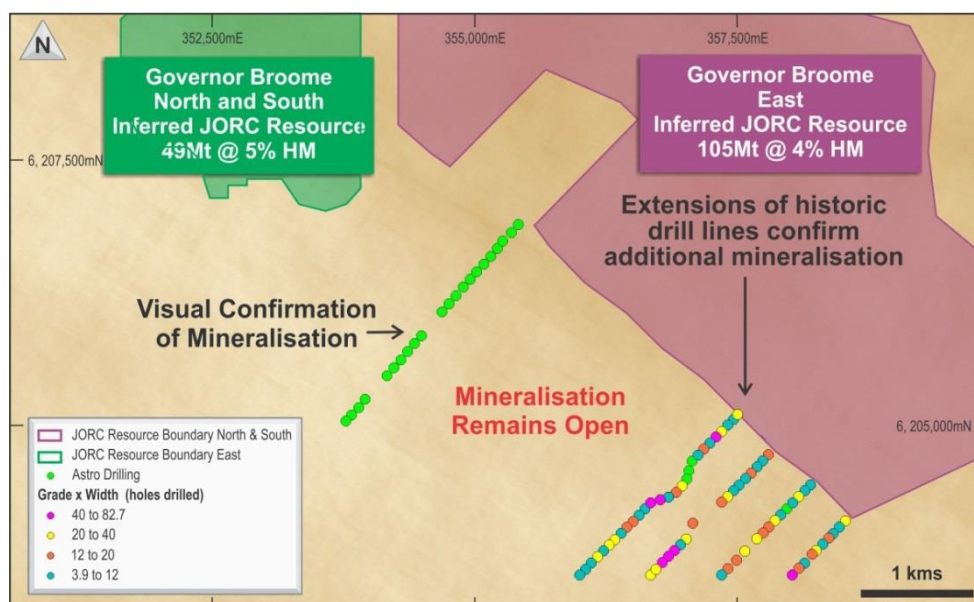 N
352,500mE
355,000mE
357,500mE
Governor Broome
North and South
Inferred JORC Resource
49Mt @ 5% HM
Governor Broome
East
Inferred JORC Resource
105Mt @ 4% HM
6, 207,500mN
Extensions of historic
drill lines confirm
additional mineralisation
Visual Confirmation
of Mineralisation
Mineralisation
Remains Open
6, 205,000mN
JORC Resource Boundary North & South
JORC Resource Boundary East
Astro Drilling
Grade x Width (holes drilled)
40 to 82.7
20 to 40
12 to 20
3.9 to 12
1 kms